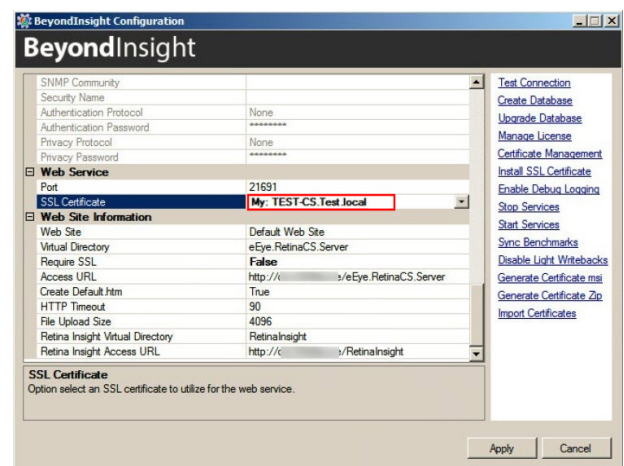 BeyondInsight Configuration
BeyondInsight
SNMP Community
Security Name
Authentication Protocol None
Authentication Password ********
Privacy Protocol None
Privacy Password ********
Web Service
Port 21691
SSL Certificate My: TEST-CS.Test.local
Web Site Information
Web Site Default Web Site
Virtual Directory eEye.RetinaCS.Server
Require SSL False
Access URL http:// /eEye.RetinaCS.Server
Create Default.htm True
HTTP Timeout 90
File Upload Size 4096
Retina Insight Virtual Directory RetinaInsight
Retina Insight Access URL http:// /RetinaInsight
SSL Certificate
Option select an SSL certificate to utilize for the web service.
Test Connection
Create Database
Upgrade Database
Manage License
Certificate Management
Install SSL Certificate
Enable Debug Logging
Stop Services
Start Services
Sync Benchmarks
Disable Light Writebacks
Generate Certificate msi
Generate Certificate Zip
Import Certificates
Apply Cancel